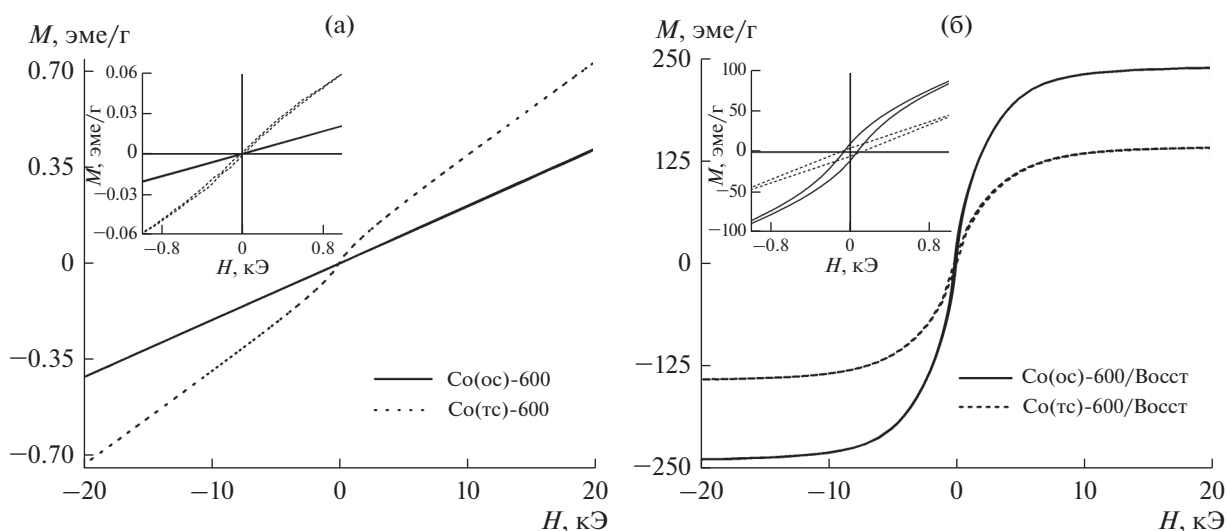 (а)
M, эме/г
0.70
0.35
0
−0.35
−0.70
−20
−10
0
10
20
H, кЭ
M, эме/г
0.06
0.03
0
−0.03
−0.06
−0.8
0
0.8
H, кЭ
Co(ос)-600
Co(тс)-600
(б)
M, эме/г
250
125
0
−125
−250
−20
−10
0
10
20
H, кЭ
M, эме/г
100
50
0
−50
−100
−0.8
0
0.8
H, кЭ
Co(ос)-600/Восст
Co(тс)-600/Восст